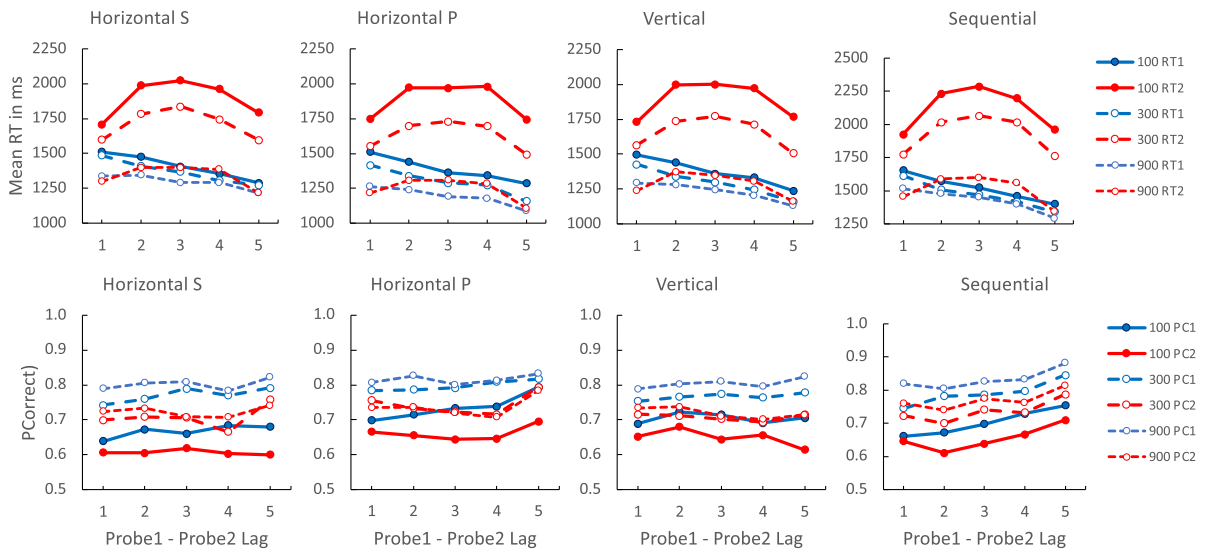 Horizontal S
Horizontal P
Vertical
Sequential
Mean RT in ms
2250
2000
1750
1500
1250
1000
1 2 3 4 5
2250
2000
1750
1500
1250
1000
1 2 3 4 5
2250
2000
1750
1500
1250
1000
1 2 3 4 5
2500
2250
2000
1750
1500
1250
1 2 3 4 5
100 RT1
100 RT2
300 RT1
300 RT2
900 RT1
900 RT2
Horizontal S
Horizontal P
Vertical
Sequential
PCorrect)
1.0
0.9
0.8
0.7
0.6
0.5
1 2 3 4 5
Probe1 - Probe2 Lag
1.0
0.9
0.8
0.7
0.6
0.5
1 2 3 4 5
Probe1 - Probe2 Lag
1.0
0.9
0.8
0.7
0.6
0.5
1 2 3 4 5
Probe1 - Probe2 Lag
1.0
0.9
0.8
0.7
0.6
0.5
1 2 3 4 5
Probe1 - Probe2 Lag
100 PC1
100 PC2
300 PC1
300 PC2
900 PC1
900 PC2